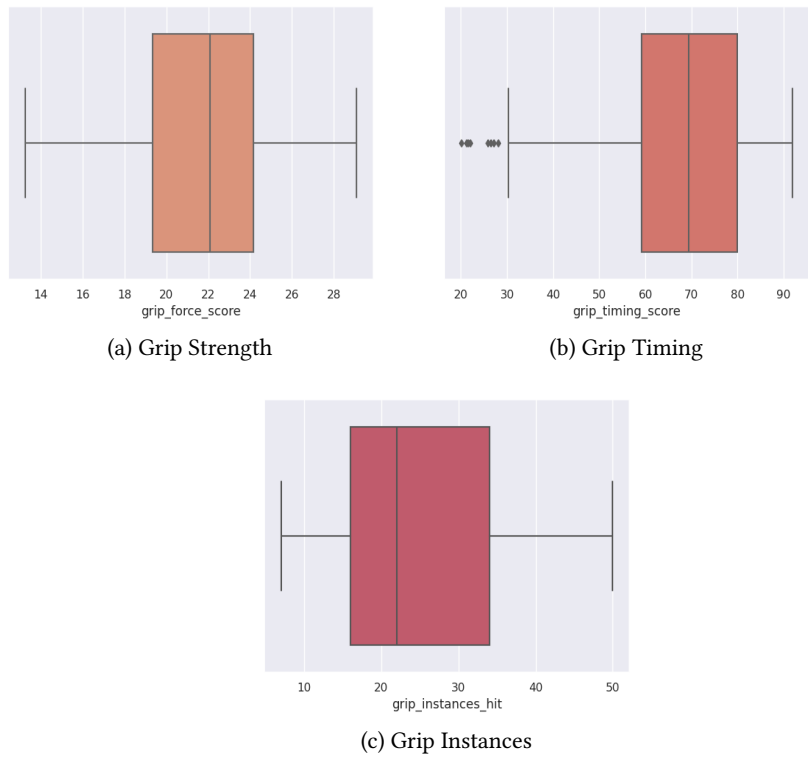 14 16 18 20 22 24 26 28
grip_force_score
(a) Grip Strength
20 30 40 50 60 70 80 90
grip_timing_score
(b) Grip Timing
10 20 30 40 50
grip_instances_hit
(c) Grip Instances